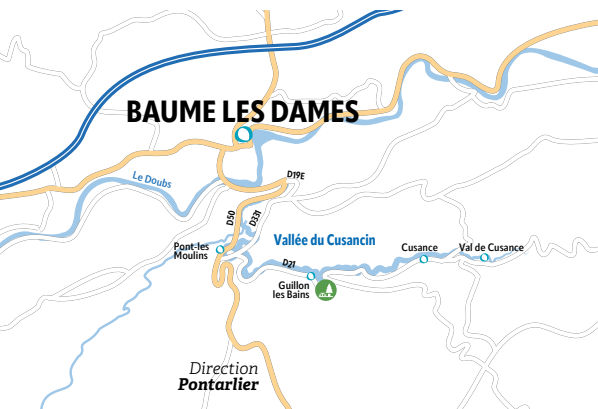 BAUME LES DAMES
Le Doubs
D19E
D50
D331
Vallée du Cusancin
Pont-les
Moulins
Cusance
Val de Cusance
D21
Guillon
les Bains
Direction
Pontarlier